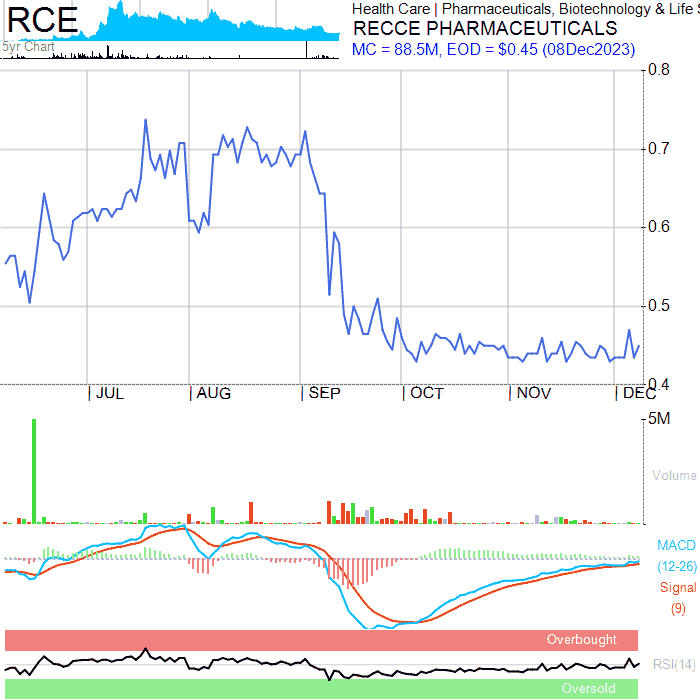 RCE
5yr Chart
Health Care | Pharmaceuticals, Biotechnology & Life S
RECCE PHARMACEUTICALS
MC = 88.5M, EOD = $0.45 (08Dec2023)
0.8
0.7
0.6
0.5
0.4
JUL AUG SEP OCT NOV DEC
5M
Volume
MACD
(12-26)
Signal
(9)
Overbought
RSI(14)
Oversold